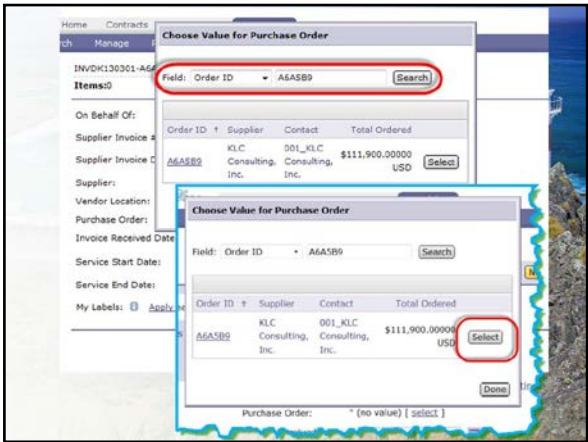 Home Contracts
Manage
INVDK130301-A6A
Items:0
On Behalf Of:
Supplier Invoice #
Supplier Invoice D
Supplier:
Vendor Location:
Purchase Order:
Invoice Received Date
Service Start Date:
Service End Date:
My Labels: Apply
Choose Value for Purchase Order
Field: Order ID A6A5B9 Search
Order ID ↑ Supplier Contact Total Ordered
A6A5B9 KLC Consulting, Inc. 001_KLC Consulting, Inc. $111,900.00000 USD Select
Choose Value for Purchase Order
Field: Order ID A6A5B9 Search
Order ID ↑ Supplier Contact Total Ordered
A6A5B9 KLC Consulting, Inc. 001_KLC Consulting, Inc. $111,900.00000 USD Select
Done
Purchase Order: * (no value) [ select ]